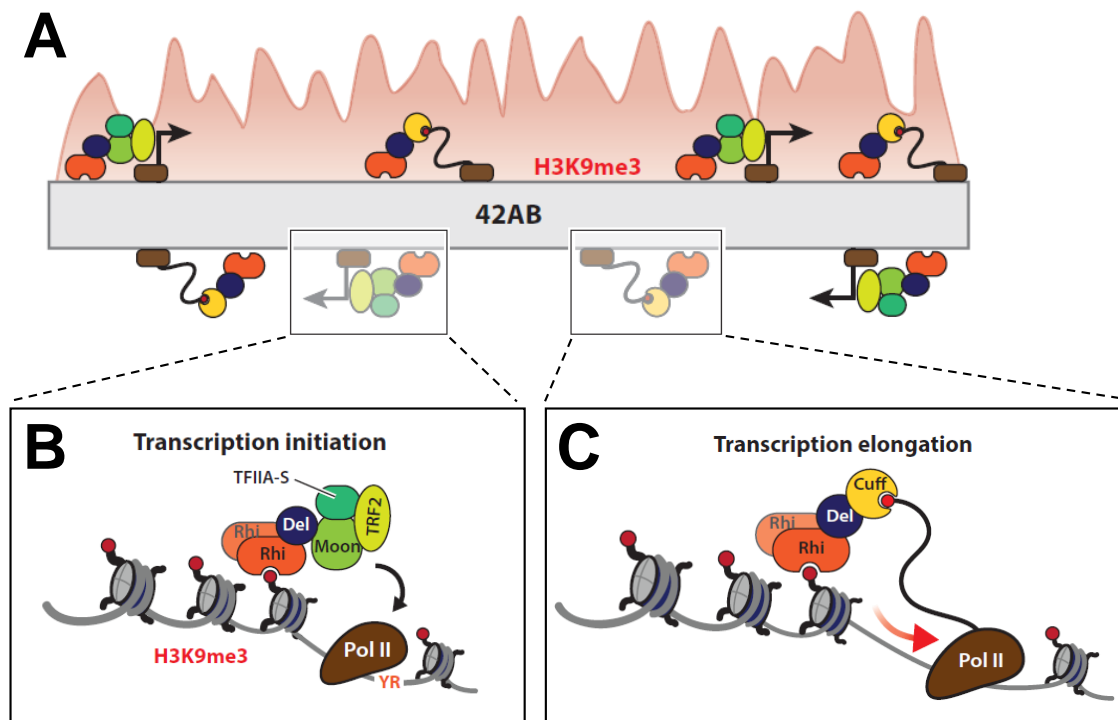 A
H3K9me3
42AB
B
Transcription initiation
TFIIA-S
TRF2
Del
Rhi
Moon
Rhi
Pol II
H3K9me3
YR
C
Transcription elongation
Cuff
Del
Rhi
Rhi
Pol II